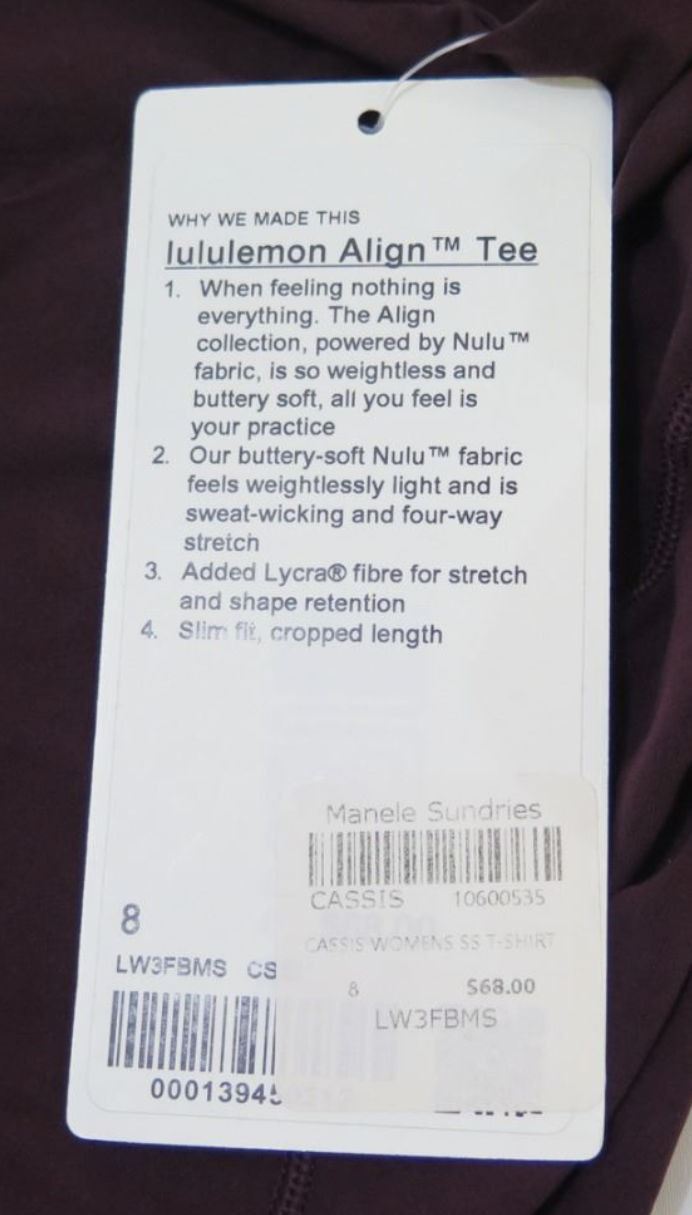 WHY WE MADE THIS
lululemon Align™ Tee
1. When feeling nothing is
everything. The Align
collection, powered by Nulu™
fabric, is so weightless and
buttery soft, all you feel is
your practice
2. Our buttery-soft Nulu™ fabric
feels weightlessly light and is
sweat-wicking and four-way
stretch
3. Added Lycra® fibre for stretch
and shape retention
4. Slim fit, cropped length
Manele Sundries
CASSIS 10600535
CASSIS WOMENS SS T-SHIRT
8 $68.00
LW3FBMS
8
LW3FBMS CS
00013945